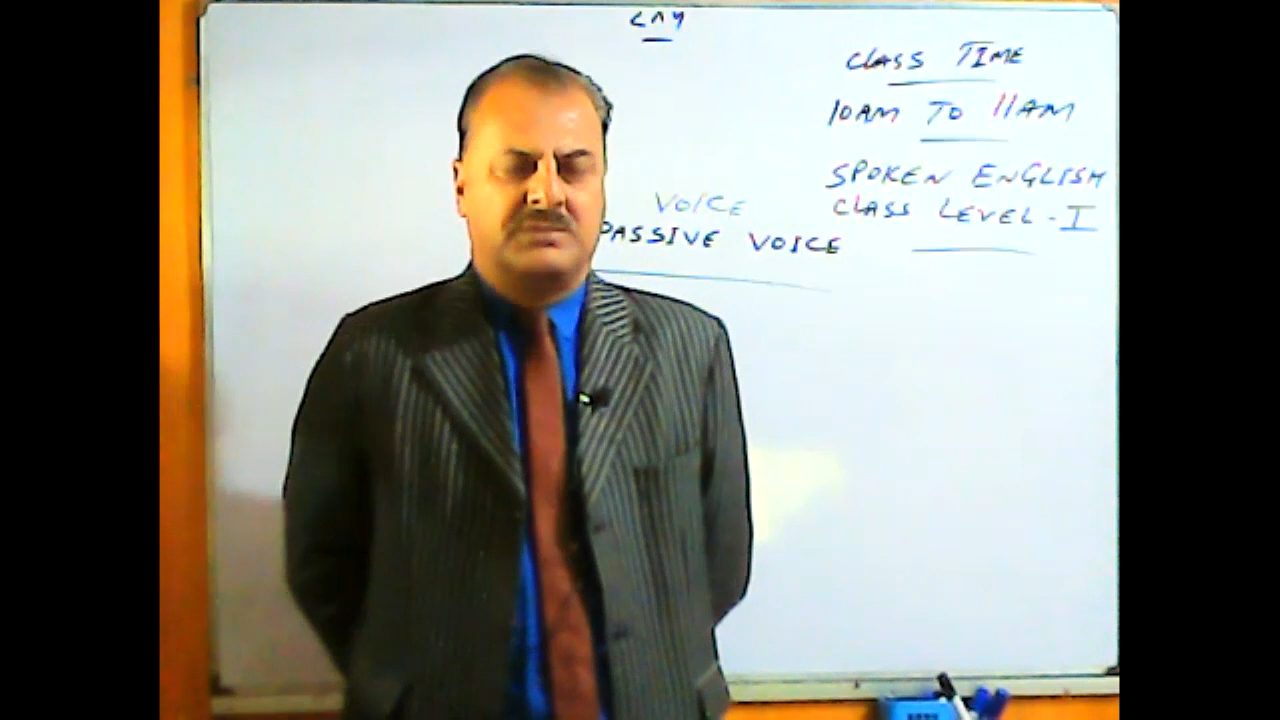 CLASS TIME
10AM TO 11AM
SPOKEN ENGLISH
CLASS LEVEL-I
VOICE
PASSIVE VOICE